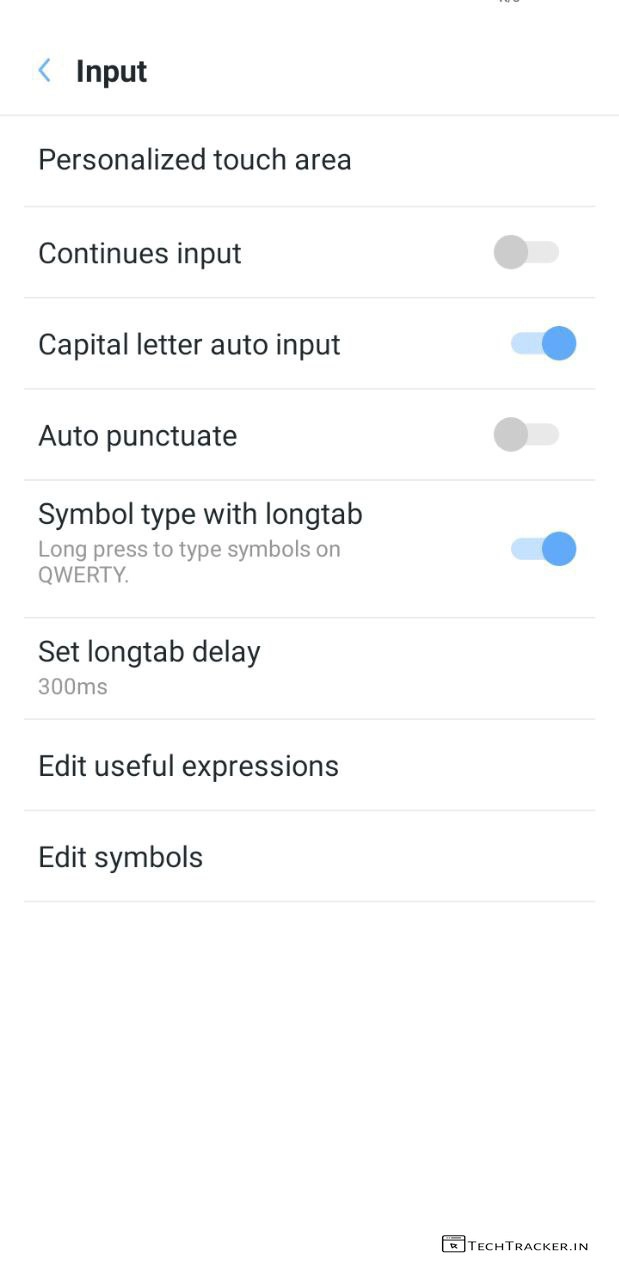 Input
Personalized touch area
Continues input
Capital letter auto input
Auto punctuate
Symbol type with longtab
Long press to type symbols on
QWERTY.
Set longtab delay
300ms
Edit useful expressions
Edit symbols
TECHTRACKER.IN